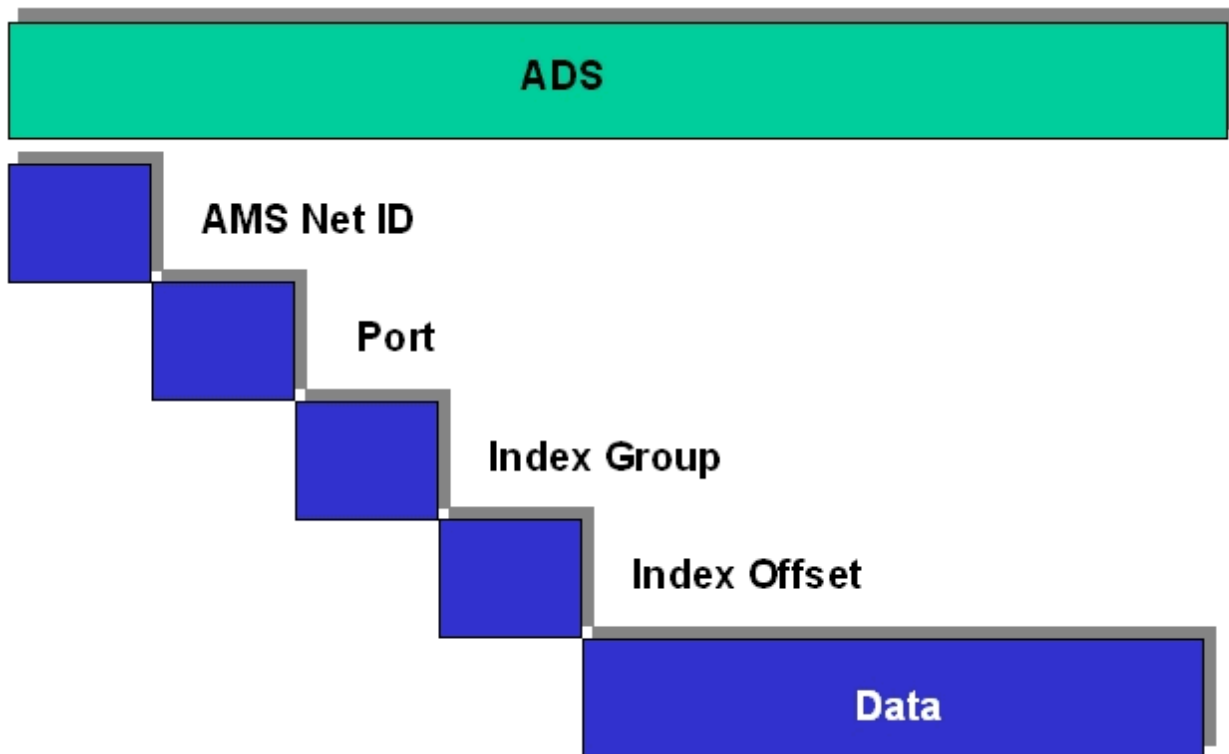 ADS
AMS Net ID
Port
Index Group
Index Offset
Data